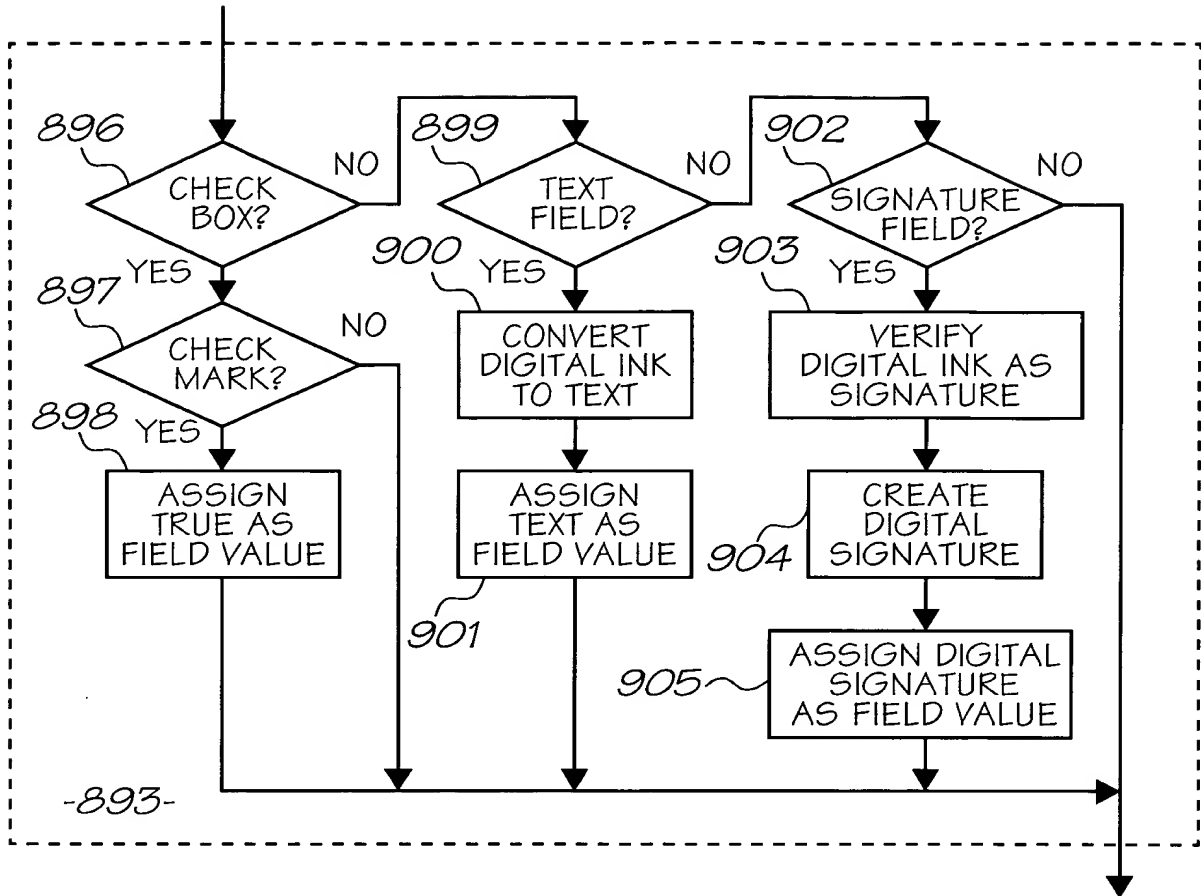 896
CHECK
BOX?
NO
YES
897
CHECK
MARK?
NO
YES
898
ASSIGN
TRUE AS
FIELD VALUE
899
TEXT
FIELD?
NO
YES
900
CONVERT
DIGITAL INK
TO TEXT
ASSIGN
TEXT AS
FIELD VALUE
901
902
SIGNATURE
FIELD?
NO
YES
903
VERIFY
DIGITAL INK AS
SIGNATURE
CREATE
DIGITAL
SIGNATURE
904
ASSIGN DIGITAL
SIGNATURE
AS FIELD VALUE
905
-893-